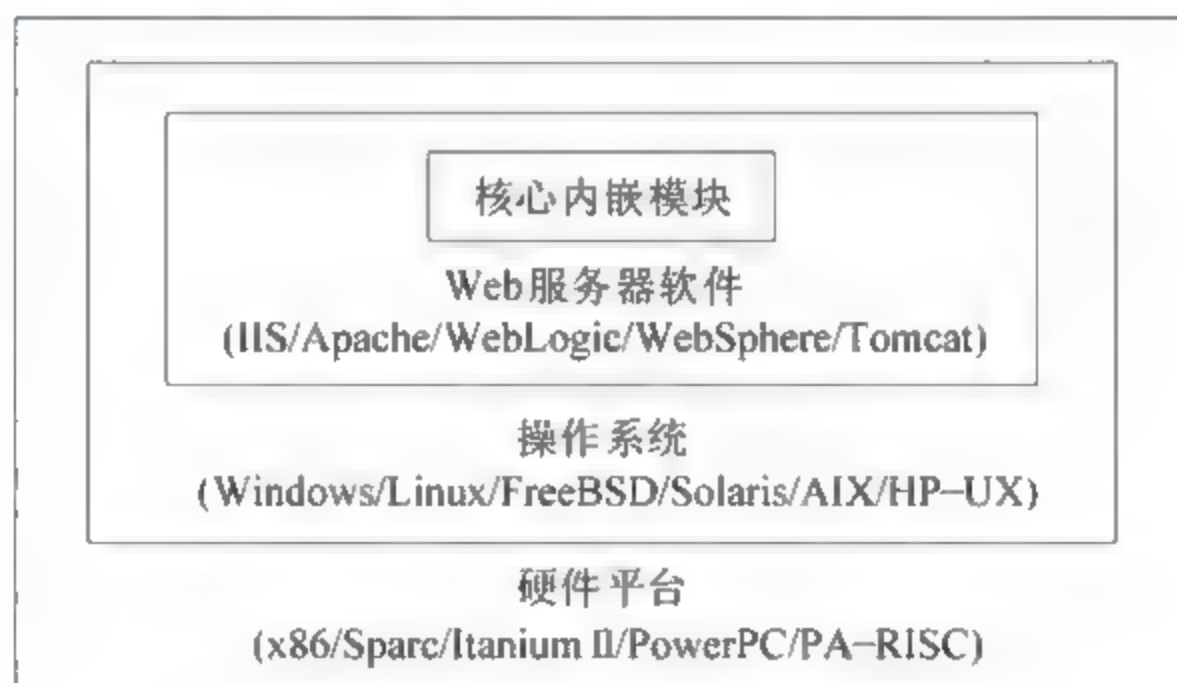 核心内嵌模块
Web服务器软件
(IIS/Apache/WebLogic/WebSphere/Tomcat)
操作系统
(Windows/Linux/FreeBSD/Solaris/AIX/HP-UX)
硬件平台
(x86/Sparc/Itanium II/PowerPC/PA-RISC)